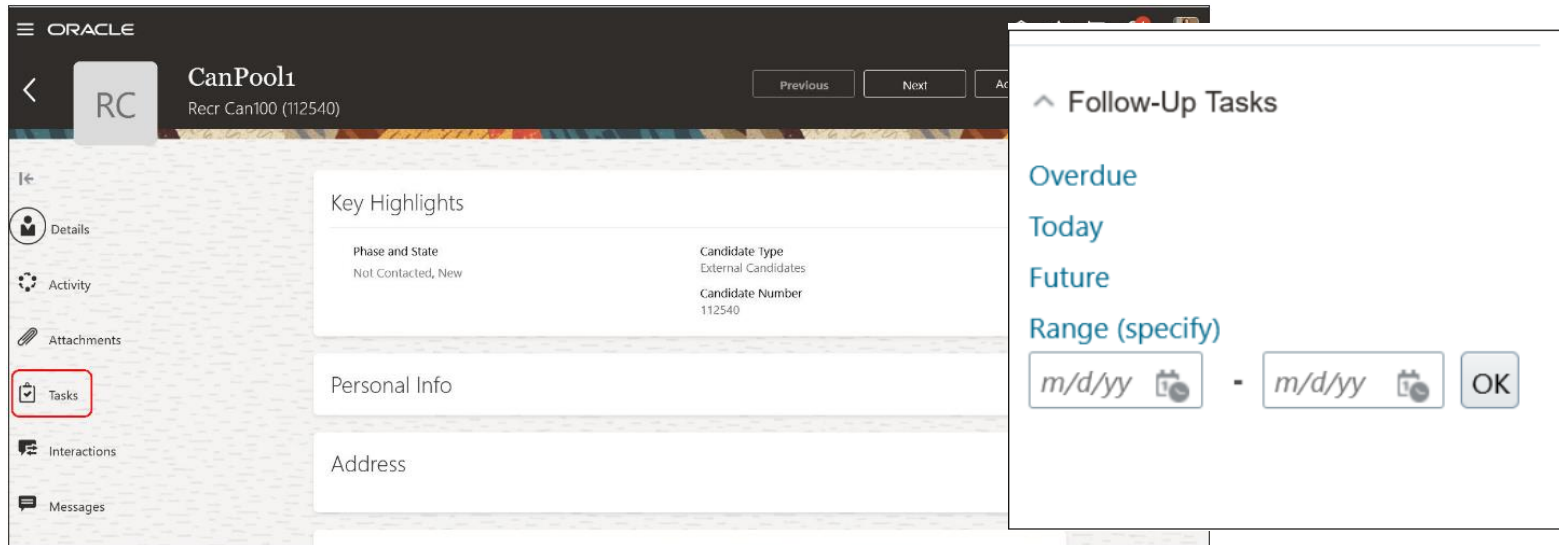 ORACLE
RC
CanPool1
Recr Can100 (112540)
Previous
Next
Details
Activity
Attachments
Tasks
Interactions
Messages
Key Highlights
Phase and State
Not Contacted, New
Candidate Type
External Candidates
Candidate Number
112540
Personal Info
Address
Follow-Up Tasks
Overdue
Today
Future
Range (specify)
m/d/yy - m/d/yy OK